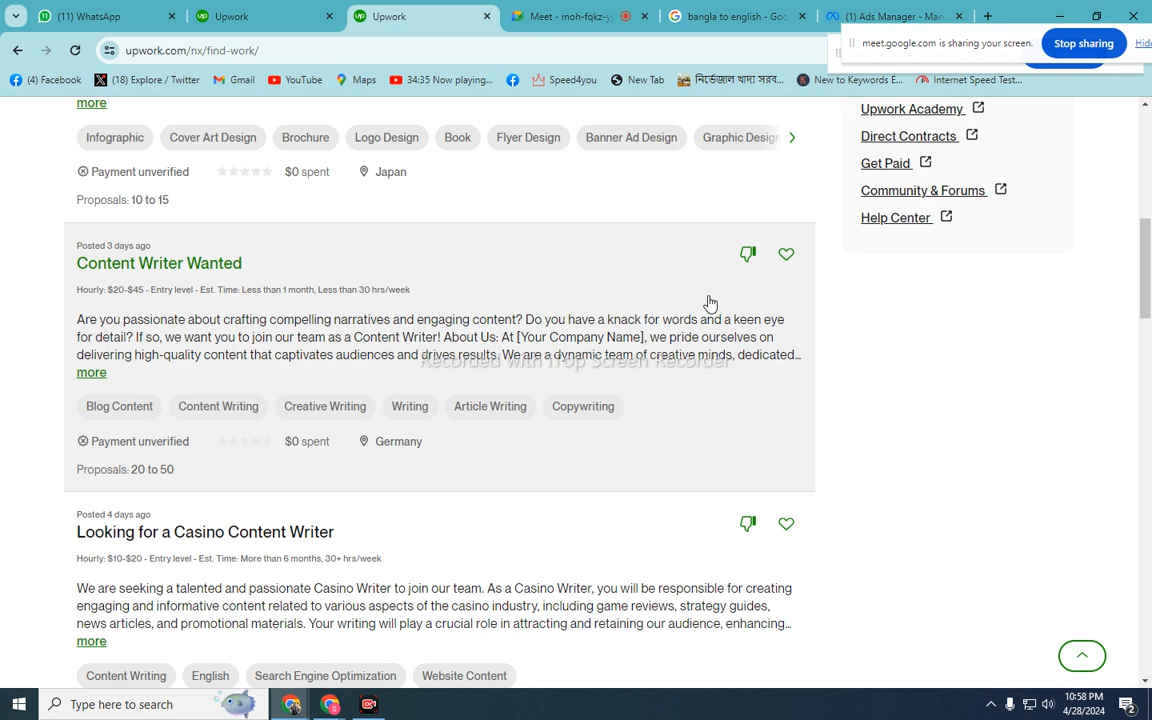 (11) WhatsApp
Upwork
Upwork
Meet - moh-fqkz-y
bangla to english - Go
(1) Ads Manager - Man
meet.google.com is sharing your screen.
Stop sharing
Hid
upwork.com/nx/find-work/
(4) Facebook
(18) Explore / Twitter
Gmail
YouTube
Maps
34:35 Now playing...
Speed4you
New Tab
নির্ভেজাল খাদ্য সরব...
New to Keywords E...
Internet Speed Test...
more
Infographic
Cover Art Design
Brochure
Logo Design
Book
Flyer Design
Banner Ad Design
Graphic Design
Payment unverified
$0 spent
Japan
Proposals: 10 to 15
Upwork Academy
Direct Contracts
Get Paid
Community & Forums
Help Center
Posted 3 days ago
Content Writer Wanted
Hourly: $20-$45 - Entry level - Est. Time: Less than 1 month, Less than 30 hrs/week
Are you passionate about crafting compelling narratives and engaging content? Do you have a knack for words and a keen eye
for detail? If so, we want you to join our team as a Content Writer! About Us: At [Your Company Name], we pride ourselves on
delivering high-quality content that captivates audiences and drives results. We are a dynamic team of creative minds, dedicated...
Recorded with iTop Screen Recorder
more
Blog Content
Content Writing
Creative Writing
Writing
Article Writing
Copywriting
Payment unverified
$0 spent
Germany
Proposals: 20 to 50
Posted 4 days ago
Looking for a Casino Content Writer
Hourly: $10-$20 - Entry level - Est. Time: More than 6 months, 30+ hrs/week
We are seeking a talented and passionate Casino Writer to join our team. As a Casino Writer, you will be responsible for creating
engaging and informative content related to various aspects of the casino industry, including game reviews, strategy guides,
news articles, and promotional materials. Your writing will play a crucial role in attracting and retaining our audience, enhancing...
more
Content Writing
English
Search Engine Optimization
Website Content
Type here to search
10:58 PM
4/28/2024
2